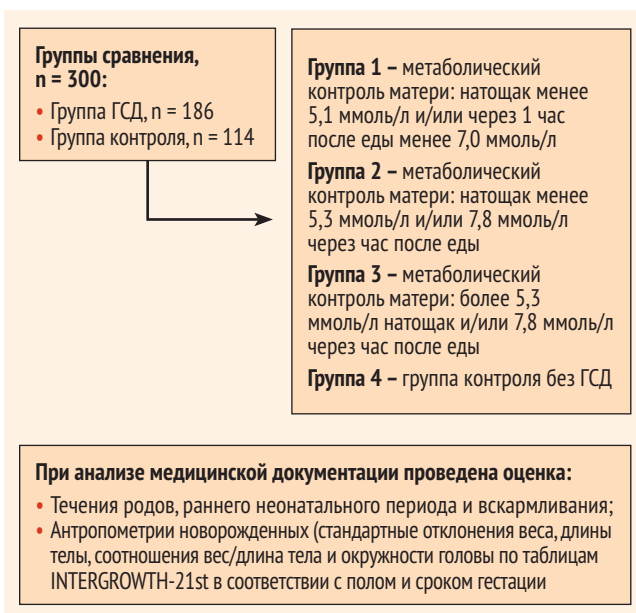 Группы сравнения,
n = 300:
• Группа ГСД, n = 186
• Группа контроля, n = 114
Группа 1 – метаболический
контроль матери: натощак менее
5,1 ммоль/л и/или через 1 час
после еды менее 7,0 ммоль/л
Группа 2 – метаболический
контроль матери: натощак менее
5,3 ммоль/л и/или 7,8 ммоль/л
через час после еды
Группа 3 – метаболический
контроль матери: более 5,3
ммоль/л натощак и/или 7,8 ммоль/л
через час после еды
Группа 4 – группа контроля без ГСД
При анализе медицинской документации проведена оценка:
• Течения родов, раннего неонатального периода и вскармливания;
• Антропометрии новорожденных (стандартные отклонения веса, длины
телы, соотношения вес/длина тела и окружности головы по таблицам
INTERGROWTH-21st в соответствии с полом и сроком гестации